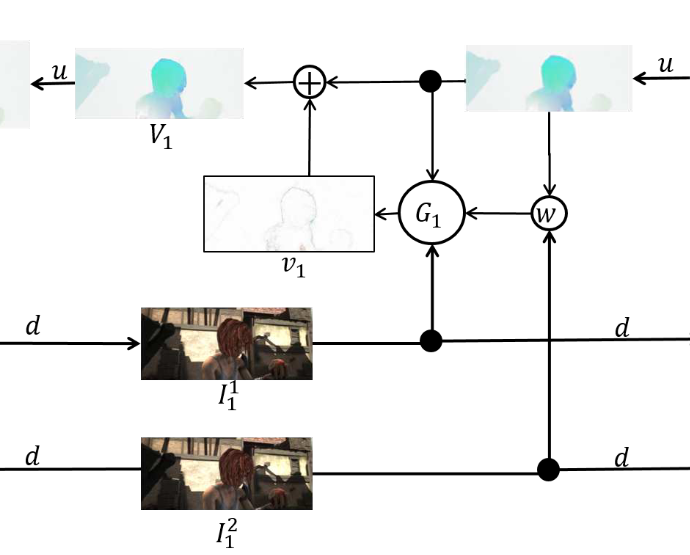 u
u
+
V₁
G₁
w
v₁
d
d
I₁¹
d
d
I₁²